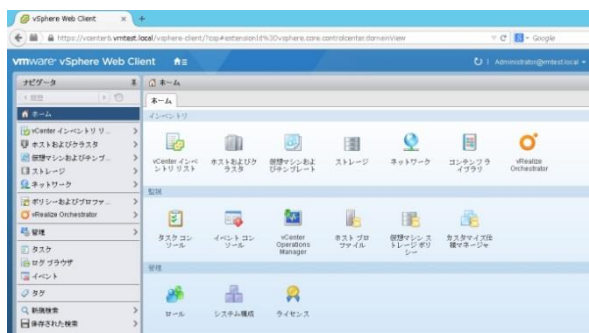 vSphere Web Client
https://vcenter6.vmtest.local/vsphere-client/?csp#extensionId%3Dvsphere.core.controlcenter.domainView
Google
vmware vSphere Web Client
Administrator@vmtest.local
ナビゲータ
ホーム
vCenter インベントリ リ...
ホストおよびクラスタ
仮想マシンおよびテンプ...
ストレージ
ネットワーク
ポリシーおよびプロファ...
vRealize Orchestrator
管理
タスク
ログ ブラウザ
イベント
タグ
新規検索
保存された検索
ホーム
ホーム
インベントリ
vCenter インベ
ントリ リスト
ホストおよびク
ラスタ
仮想マシンおよ
びテンプレート
ストレージ
ネットワーク
コンテンツ ラ
イブラリ
vRealize
Orchestrator
監視
タスク コン
ソール
イベント コン
ソール
vCenter
Operations
Manager
ホスト プロ
ファイル
仮想マシン ス
トレージ ポリ
シー
カスタマイズ仕
様マネージャ
管理
ロール
システム構成
ライセンス